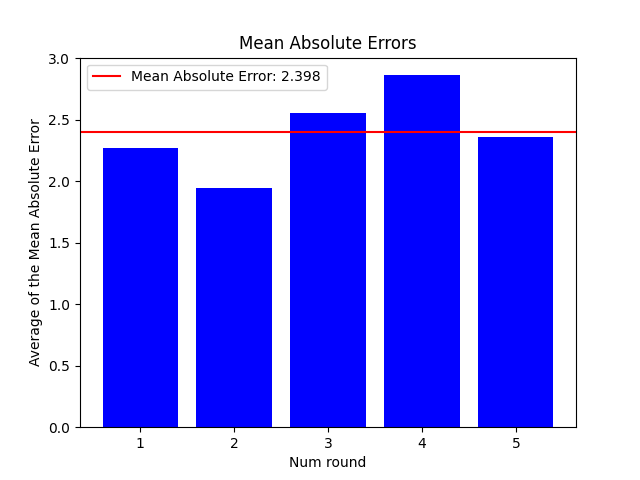 Mean Absolute Errors
Mean Absolute Error: 2.398
Average of the Mean Absolute Error
3.0
2.5
2.0
1.5
1.0
0.5
0.0
1 2 3 4 5
Num round